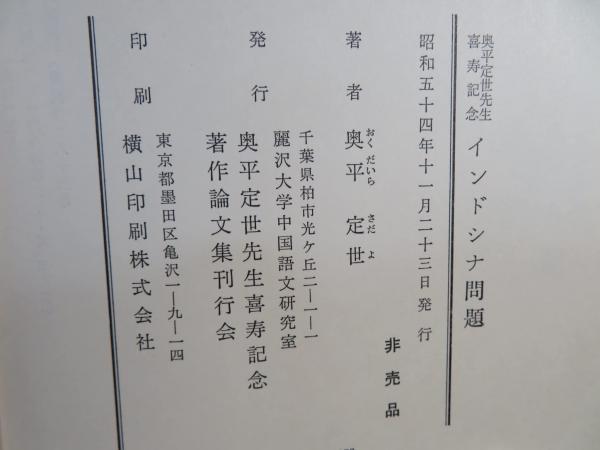 奥平定世先生
喜寿記念
インドシナ問題
昭和五十四年十一月二十三日発行
非売品
著者 奥平定世
おくだいら さだよ
千葉県柏市光ケ丘二―一―一
麗沢大学中国語文研究室
発行 奥平定世先生喜寿記念
著作論文集刊行会
東京都墨田区亀沢一―九―一四
印刷 横山印刷株式会社